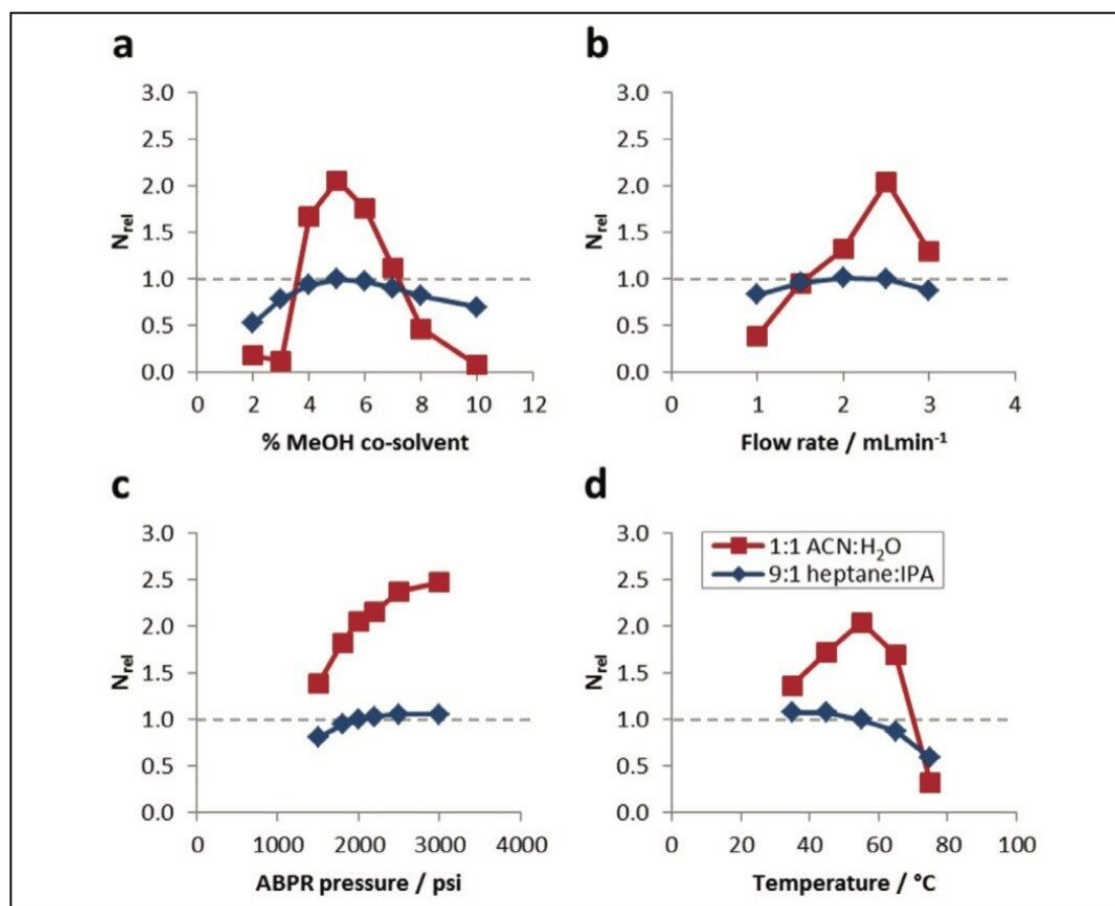 a
3.0
2.5
2.0
1.5
1.0
0.5
0.0
N_rel
0 2 4 6 8 10 12
% MeOH co-solvent
b
3.0
2.5
2.0
1.5
1.0
0.5
0.0
N_rel
0 1 2 3 4
Flow rate / mLmin⁻¹
c
3.0
2.5
2.0
1.5
1.0
0.5
0.0
N_rel
0 1000 2000 3000 4000
ABPR pressure / psi
d
3.0
2.5
2.0
1.5
1.0
0.5
0.0
N_rel
1:1 ACN:H₂O
9:1 heptane:IPA
0 20 40 60 80 100
Temperature / °C